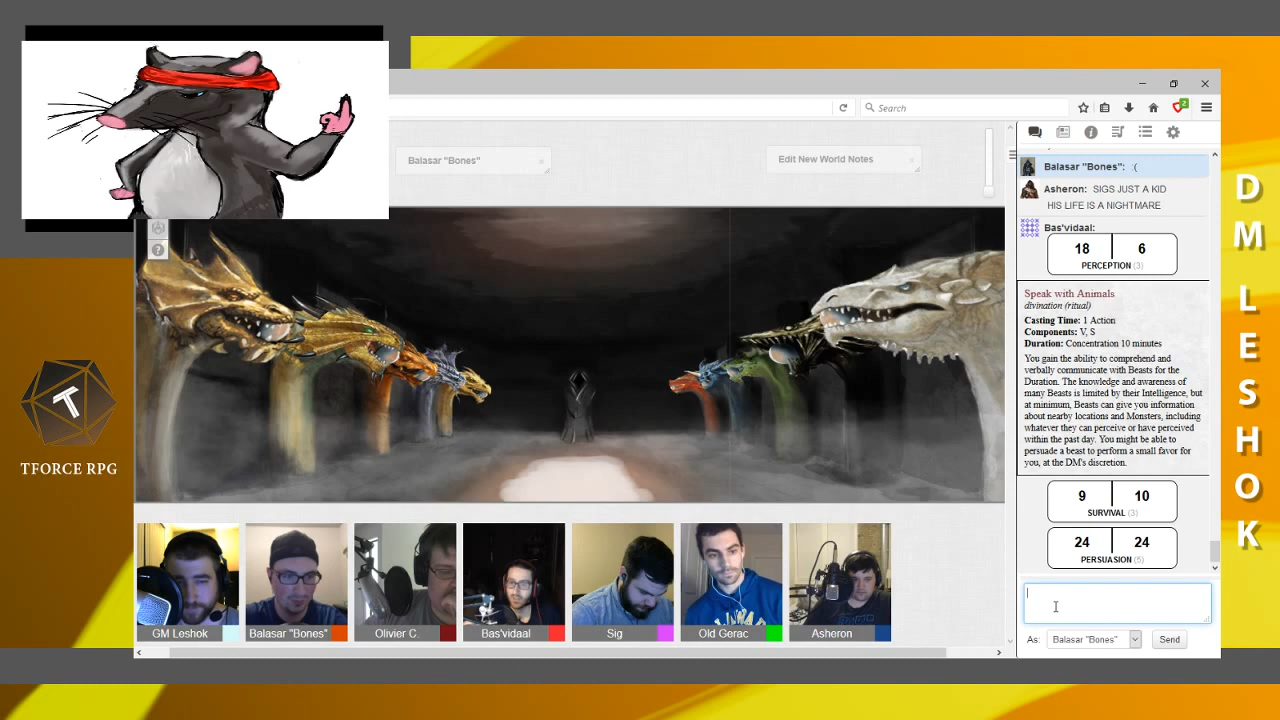 Search
Balasar "Bones"
Edit New World Notes
2
Balasar "Bones": :(
Asheron: SIGS JUST A KID
HIS LIFE IS A NIGHTMARE
Bas'vidaal:
18 6
PERCEPTION (3)
Speak with Animals
divination (ritual)
Casting Time: 1 Action
Components: V, S
Duration: Concentration 10 minutes
You gain the ability to comprehend and
verbally communicate with Beasts for the
Duration. The knowledge and awareness of
many Beasts is limited by their Intelligence, but
at minimum, Beasts can give you information
about nearby locations and Monsters, including
whatever they can perceive or have perceived
within the past day. You might be able to
persuade a beast to perform a small favor for
you, at the DM's discretion.
9 10
SURVIVAL (3)
24 24
PERSUASION (5)
As: Balasar "Bones" Send
?
T
TFORCE RPG
GM Leshok
Balasar "Bones"
Olivier C.
Bas'vidaal
Sig
Old Gerac
Asheron
DM LESHOK